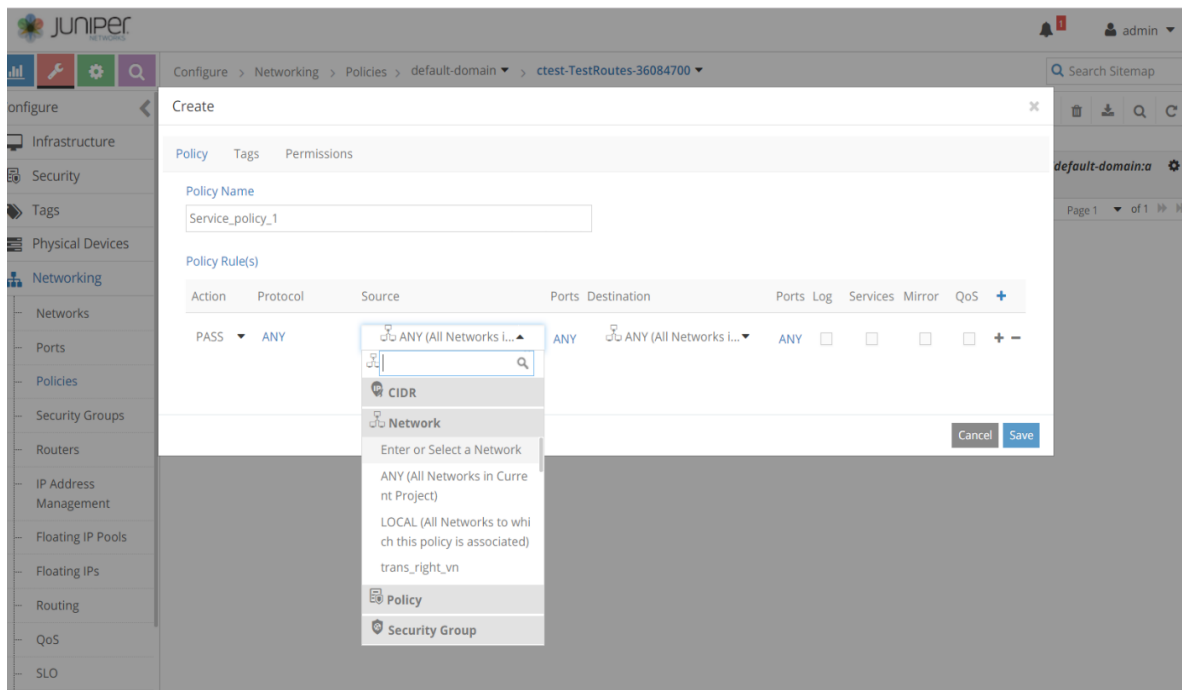 JUNIPER
NETWORKS
1
admin
Configure > Networking > Policies > default-domain > ctest-TestRoutes-36084700
Search Sitemap
onfigure
Create
×
Infrastructure
Policy Tags Permissions
Security
default-domain:a
Policy Name
Tags
Service_policy_1
Page 1 of 1
Physical Devices
Policy Rule(s)
Networking
Action Protocol Source Ports Destination Ports Log Services Mirror QoS +
Networks
PASS ANY ANY (All Networks i... ANY ANY (All Networks i... ANY + −
Ports
Policies
CIDR
Security Groups
Network
Cancel Save
Routers
Enter or Select a Network
IP Address
Management
ANY (All Networks in Curre
nt Project)
LOCAL (All Networks to whi
ch this policy is associated)
Floating IP Pools
Floating IPs
trans_right_vn
Routing
Policy
QoS
Security Group
SLO